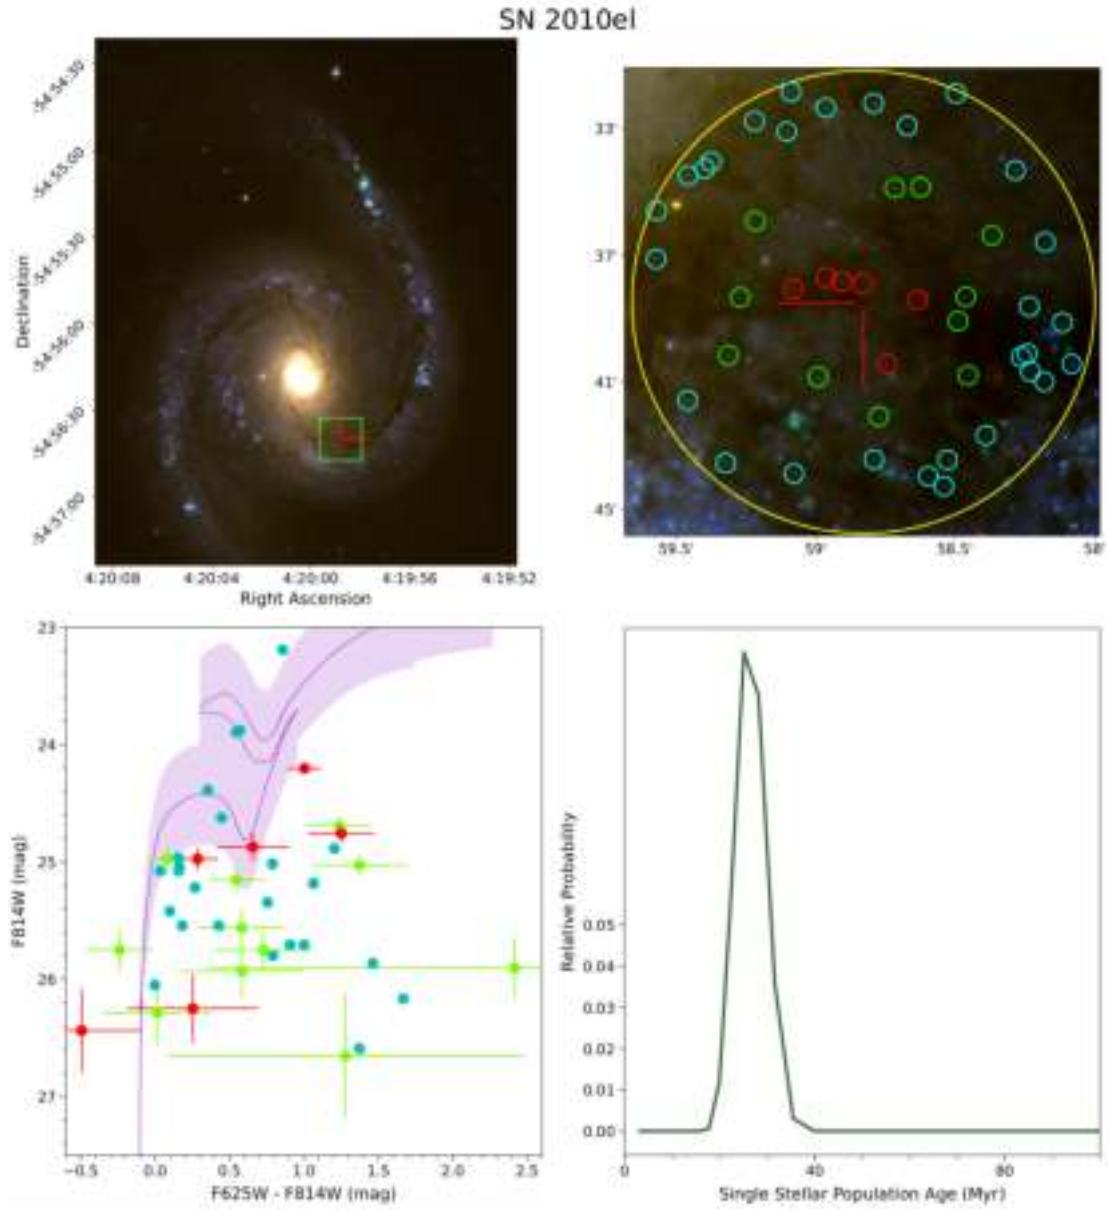 SN 2010el
-54:54:30
-54:55:00
-54:55:30
-54:56:00
-54:56:30
-54:57:00
Declination
4:20:08 4:20:04 4:20:00 4:19:56 4:19:52
Right Ascension
33'
37'
41'
45'
59.5' 59' 58.5' 58'
23
24
25
26
27
F814W (mag)
−0.5 0.0 0.5 1.0 1.5 2.0 2.5
F625W - F814W (mag)
0.05
0.04
0.03
0.02
0.01
0.00
Relative Probability
0 40 80
Single Stellar Population Age (Myr)